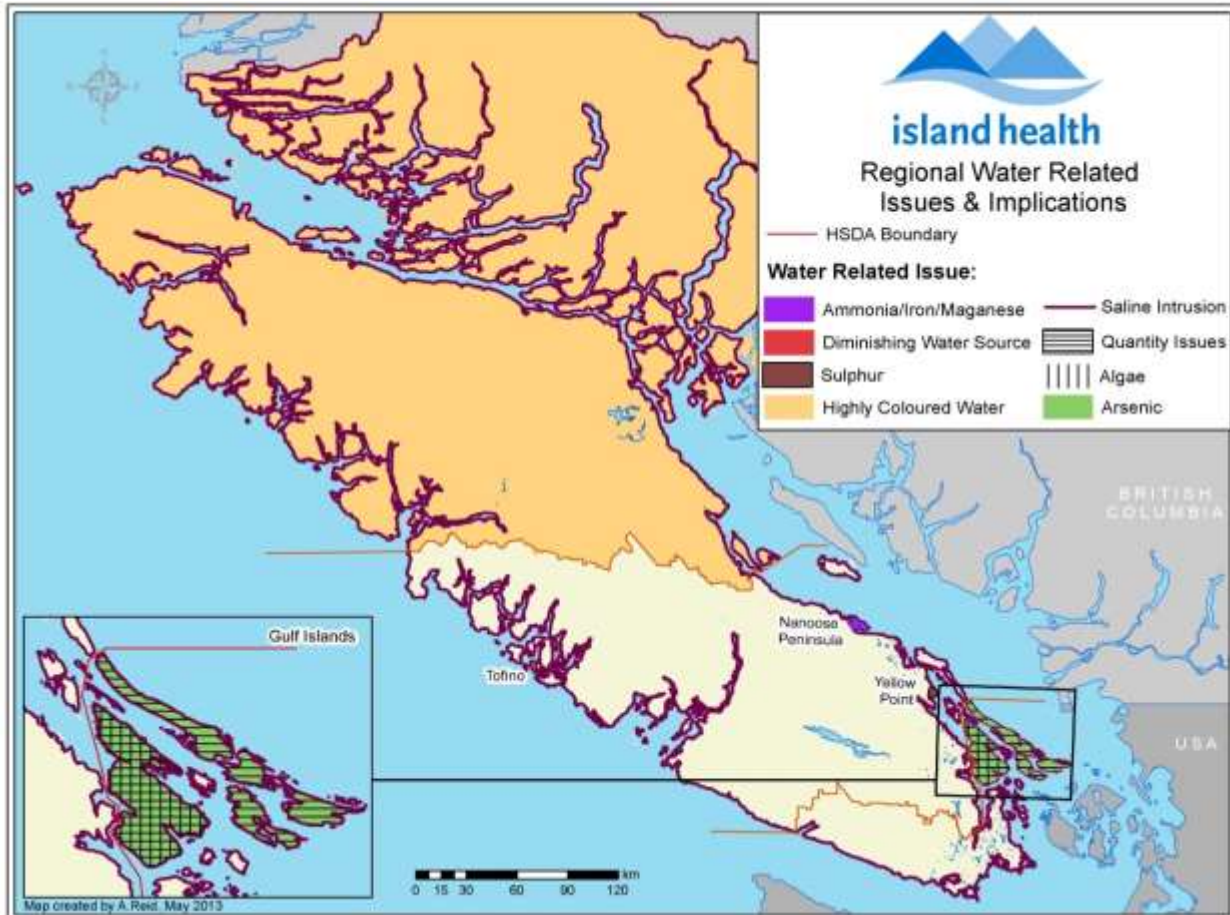 island health
Regional Water Related
Issues & Implications
HSDA Boundary
Water Related Issue:
Ammonia/Iron/Maganese
Diminishing Water Source
Sulphur
Highly Coloured Water
Saline Intrusion
Quantity Issues
Algae
Arsenic
BRITISH
COLUMBIA
Nanoose
Peninsula
Gulf Islands
Tofino
Yellow
Point
USA
km
0 15 30 60 90 120
Map created by A.Reid. May 2013